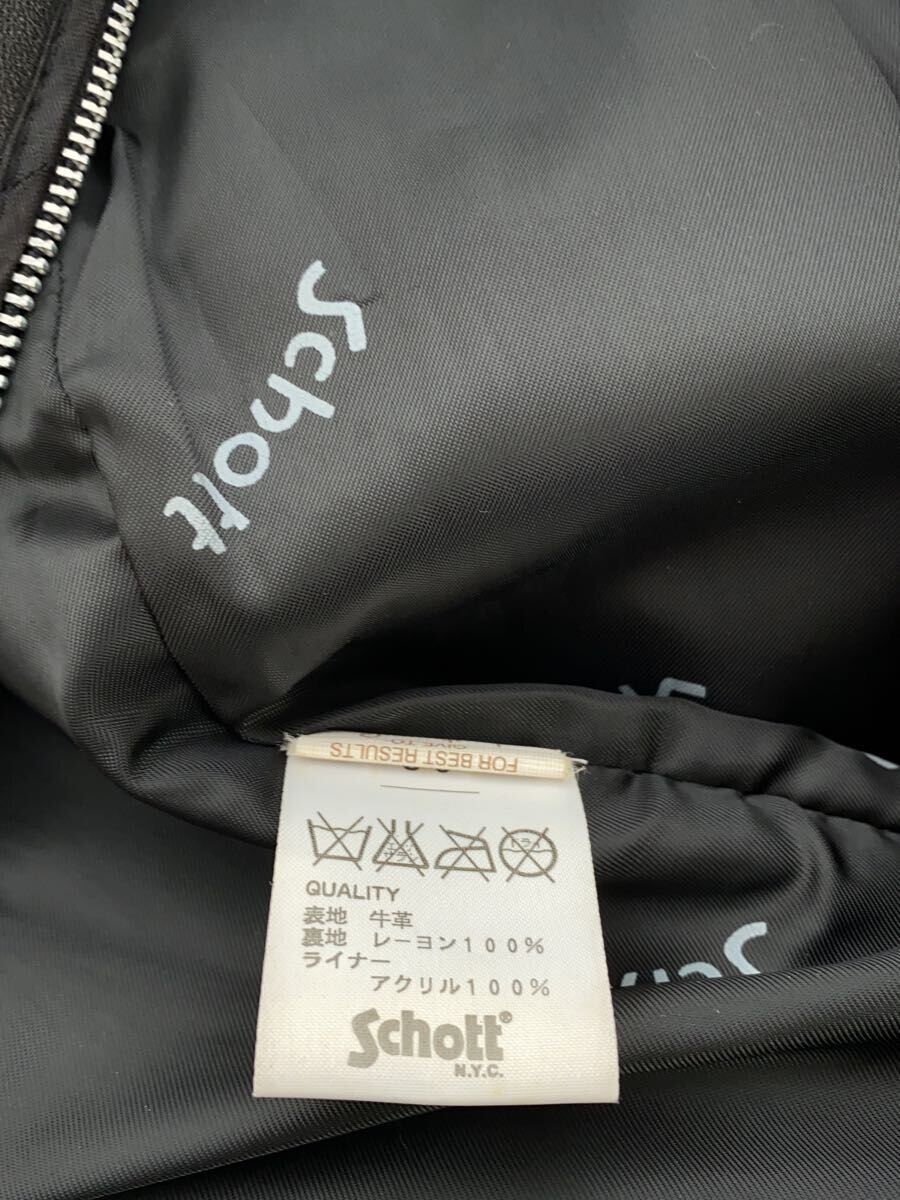 Schott
FOR BEST RESULTS
QUALITY
表地 牛革
裏地 レーヨン100%
ライナー
アクリル100%
Schott®
N.Y.C.